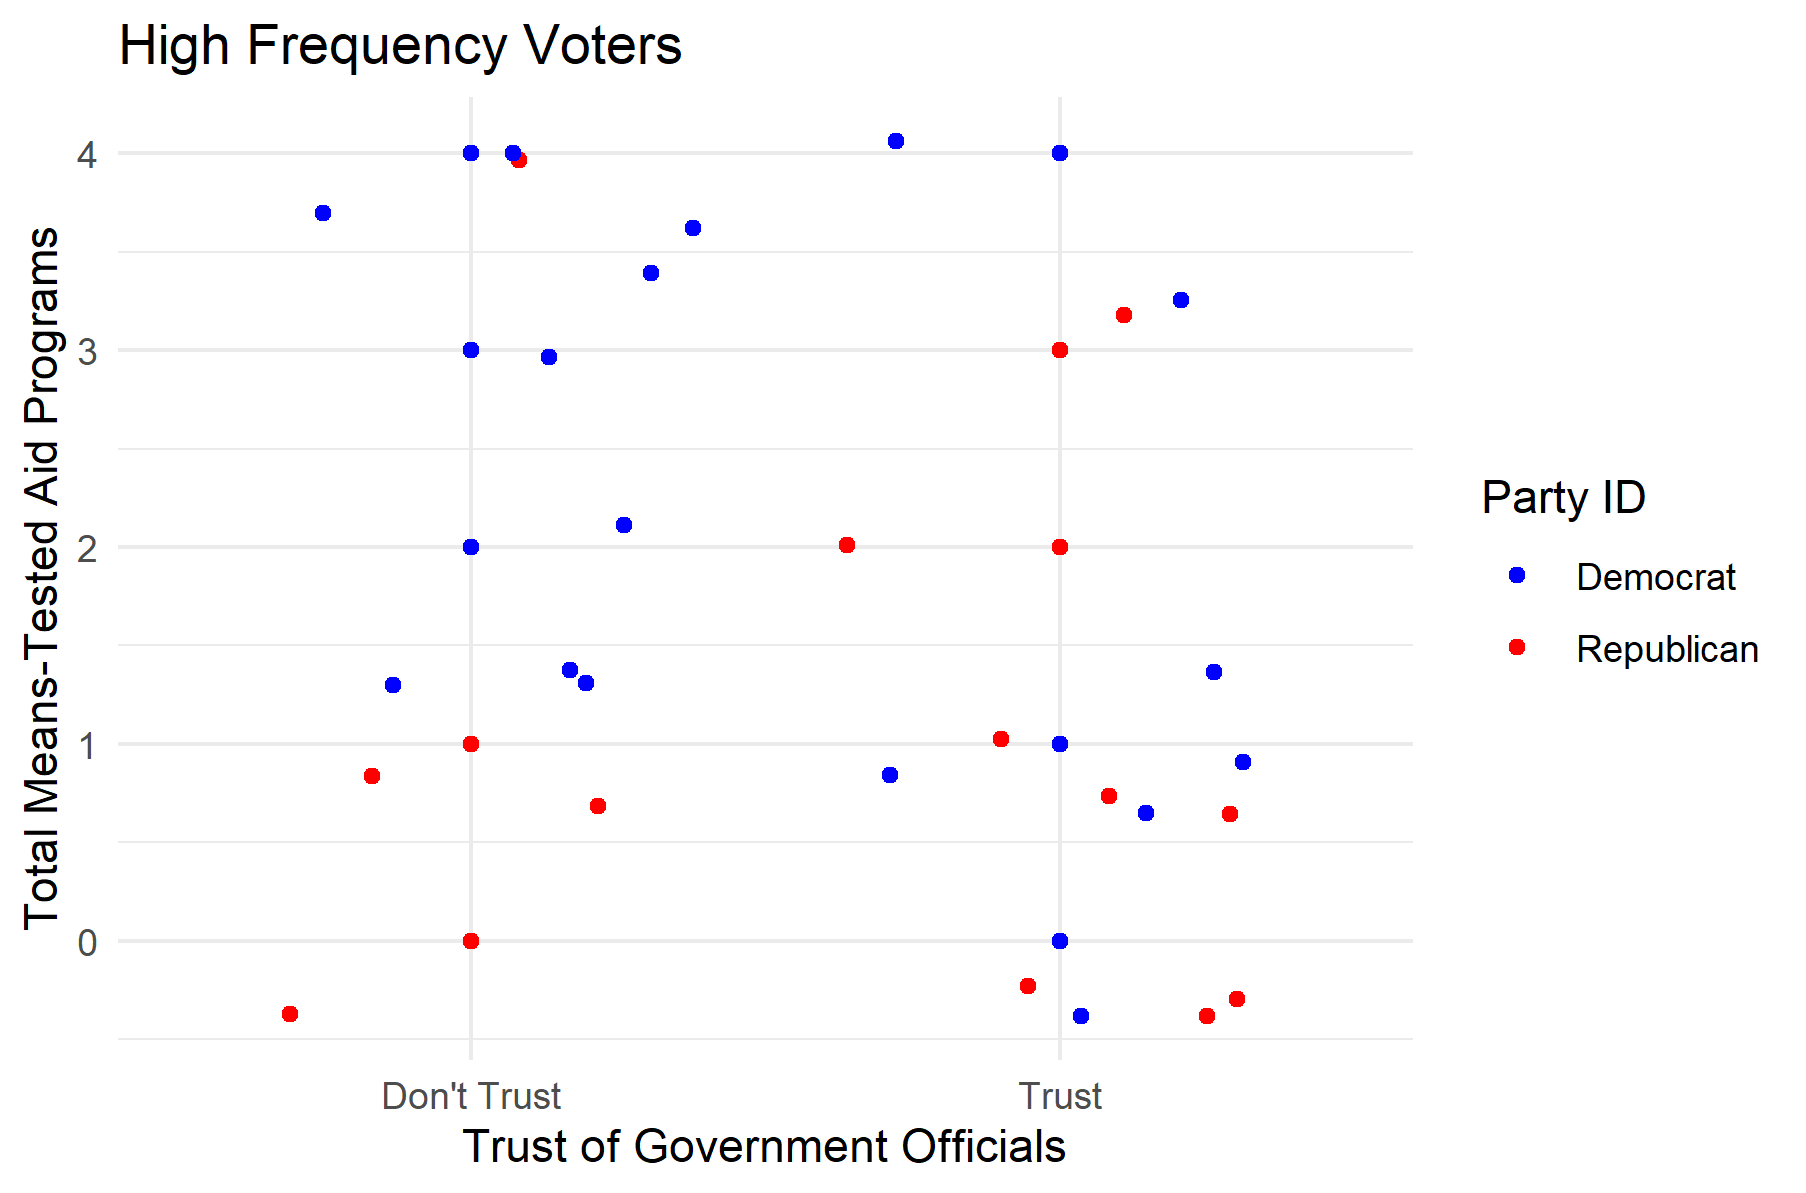 High Frequency Voters
Total Means-Tested Aid Programs
4
3
2
1
0
Don't Trust
Trust
Trust of Government Officials
Party ID
Democrat
Republican